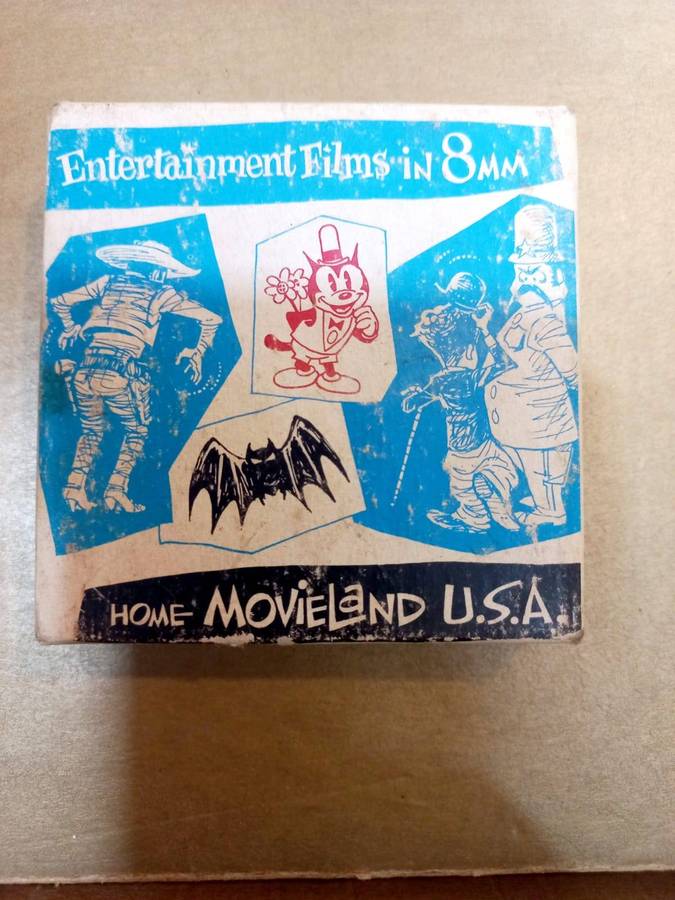 Entertainment Films in 8MM
HOME MOVIELAND U.S.A.